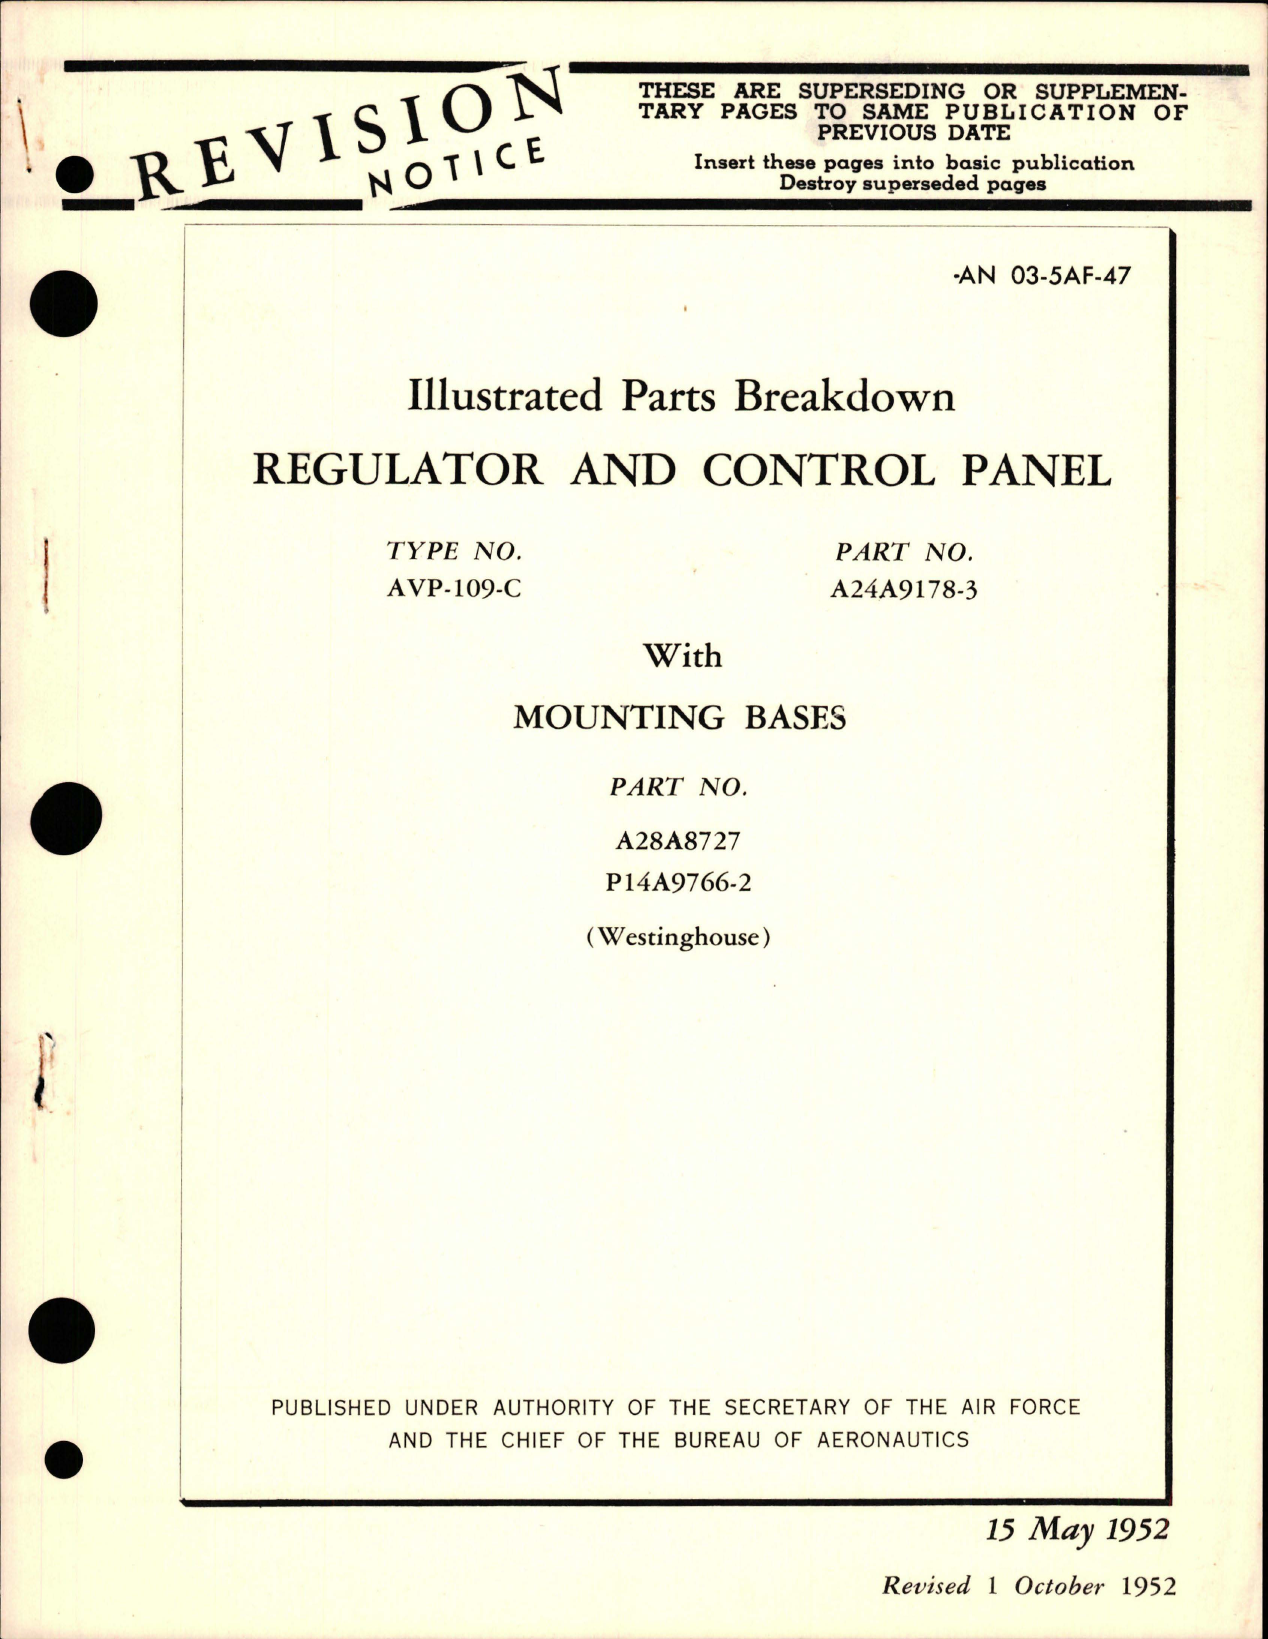 REVISION
NOTICE
THESE ARE SUPERSEDING OR SUPPLEMEN-
TARY PAGES TO SAME PUBLICATION OF
PREVIOUS DATE
Insert these pages into basic publication
Destroy superseded pages
AN 03-5AF-47
Illustrated Parts Breakdown
REGULATOR AND CONTROL PANEL
TYPE NO. PART NO.
AVP-109-C A24A9178-3
With
MOUNTING BASES
PART NO.
A28A8727
P14A9766-2
(Westinghouse)
PUBLISHED UNDER AUTHORITY OF THE SECRETARY OF THE AIR FORCE
AND THE CHIEF OF THE BUREAU OF AERONAUTICS
15 May 1952
Revised 1 October 1952